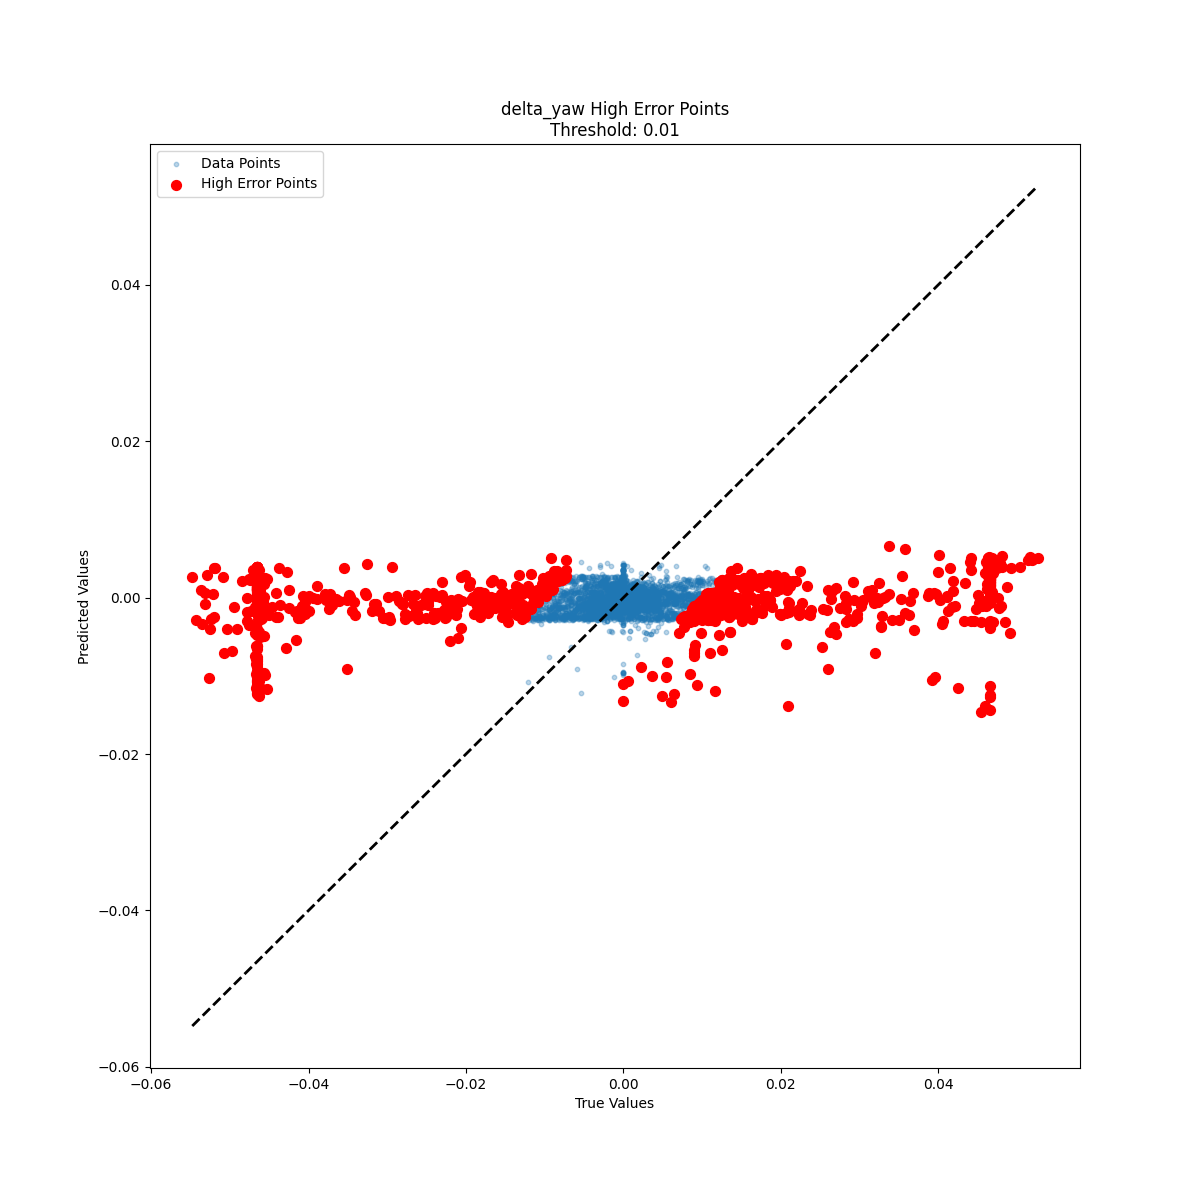 delta_yaw High Error Points
Threshold: 0.01
Data Points
High Error Points
0.04
0.02
0.00
−0.02
−0.04
−0.06
Predicted Values
−0.06
−0.04
−0.02
0.00
0.02
0.04
True Values